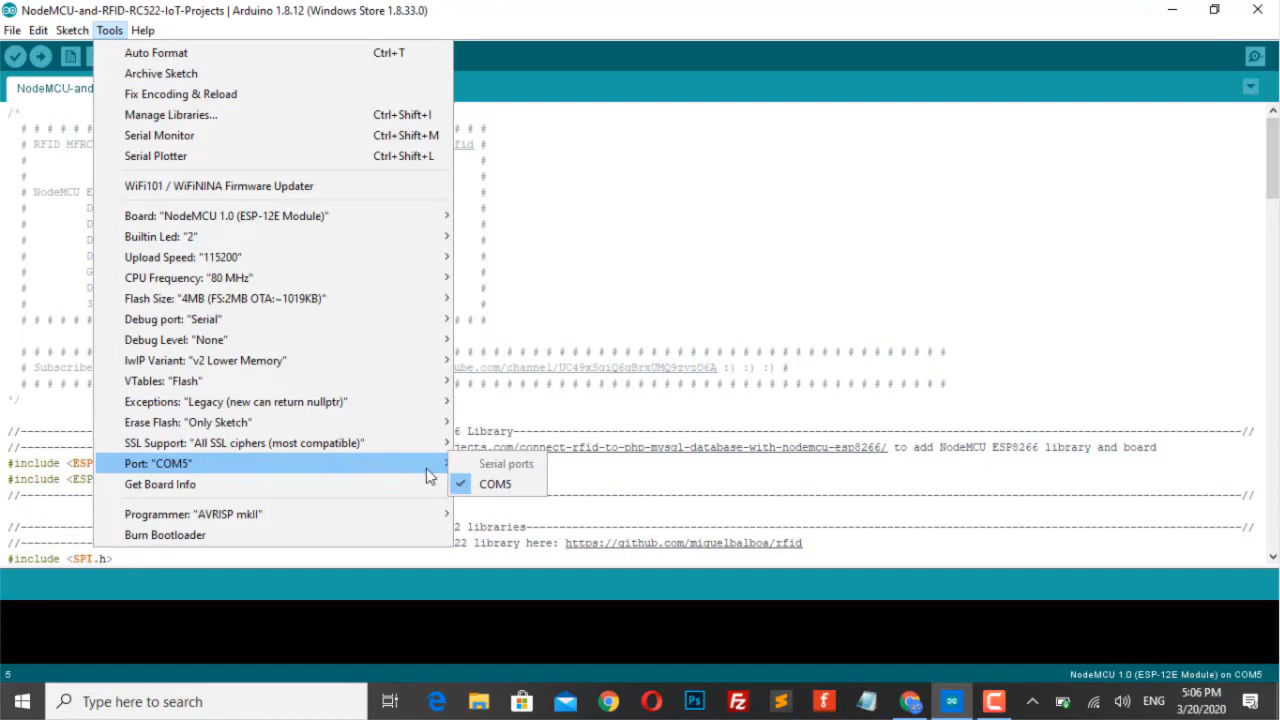 NodeMCU-and-RFID-RC522-IoT-Projects | Arduino 1.8.12 (Windows Store 1.8.33.0)
File Edit Sketch Tools Help
NodeMCU-and
Auto Format Ctrl+T
Archive Sketch
Fix Encoding & Reload
Manage Libraries... Ctrl+Shift+I
Serial Monitor Ctrl+Shift+M
Serial Plotter Ctrl+Shift+L
WiFi101 / WiFiNINA Firmware Updater
Board: "NodeMCU 1.0 (ESP-12E Module)"
Builtin Led: "2"
Upload Speed: "115200"
CPU Frequency: "80 MHz"
Flash Size: "4MB (FS:2MB OTA:~1019KB)"
Debug port: "Serial"
Debug Level: "None"
lwIP Variant: "v2 Lower Memory"
VTables: "Flash"
Exceptions: "Legacy (new can return nullptr)"
Erase Flash: "Only Sketch"
SSL Support: "All SSL ciphers (most compatible)"
Port: "COM5"
Get Board Info
Programmer: "AVRISP mkII"
Burn Bootloader
Serial ports
COM5
/*
# # # # # # # # #
# RFID MFRC fid #
# #
# #
# NodeMCU E #
# D #
# D #
# D #
# D #
# G #
# D #
# 3 #
# # # # # # # # #
# # # # # # # # # # # # # # # # # # # # # # # # # # # # # # # # # # # #
# Subscribe ube.com/channel/UC49xSqiQ6qBrxUMQ9zvzO6A :) :) :) #
# # # # # # # # # # # # # # # # # # # # # # # # # # # # # # # # # # # #
*/
//---------- 6 Library----------//
//---------- jects.com/connect-rfid-to-php-mysql-database-with-nodemcu-esp8266/ to add NodeMCU ESP8266 library and board
#include <ESP
#include <ESP
//--------------------//
//---------- 2 libraries----------//
//---------- 22 library here: https://github.com/miguelbalboa/rfid
#include <SPI.h>
5 NodeMCU 1.0 (ESP-12E Module) on COM5
Type here to search
Ps
ENG
5:06 PM
3/20/2020